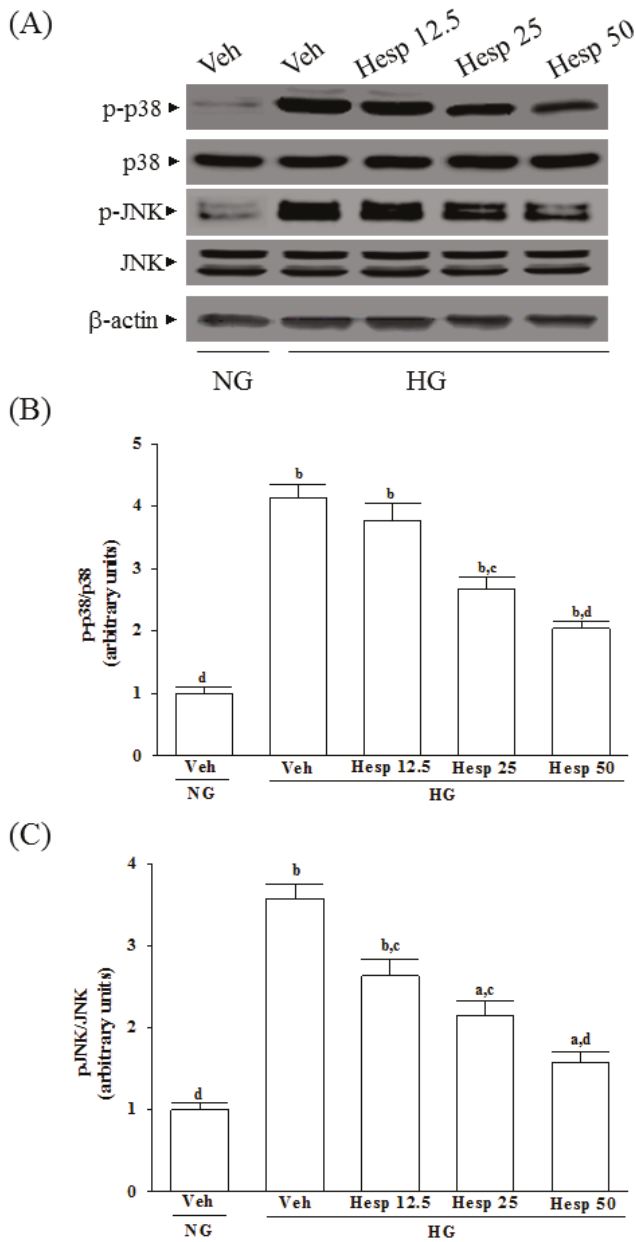 (A)
Veh Veh Hesp 12.5 Hesp 25 Hesp 50
p-p38
p38
p-JNK
JNK
β-actin
NG HG
(B)
p-p38/p38
(arbitrary units)
5
4
3
2
1
0
d b b b,c b,d
Veh Veh Hesp 12.5 Hesp 25 Hesp 50
NG HG
(C)
pJNK/JNK
(arbitrary units)
4
3
2
1
0
d b b,c a,c a,d
Veh Veh Hesp 12.5 Hesp 25 Hesp 50
NG HG